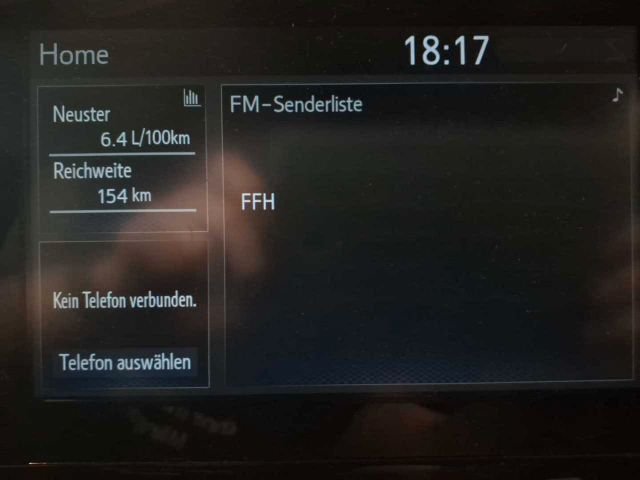 Home
18:17
Neuster
6.4 L/100km
Reichweite
154 km
Kein Telefon verbunden.
Telefon auswählen
FM-Senderliste
FFH